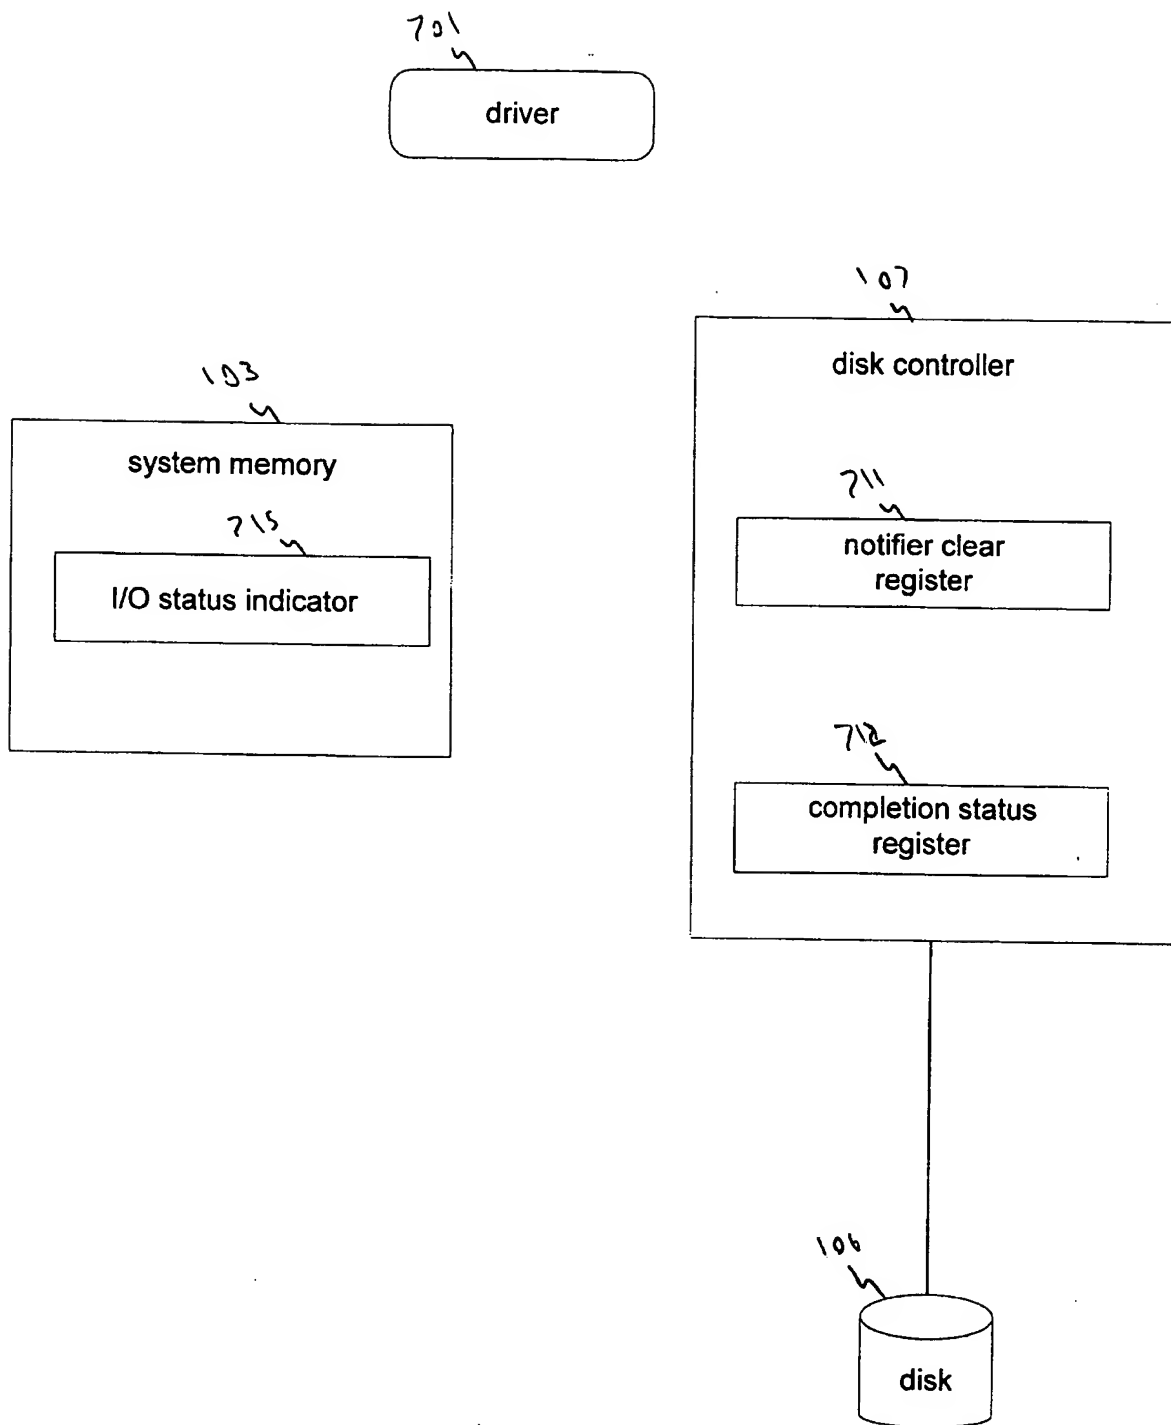 701
driver
107
disk controller
103
system memory
711
notifier clear
register
715
I/O status indicator
712
completion status
register
106
disk